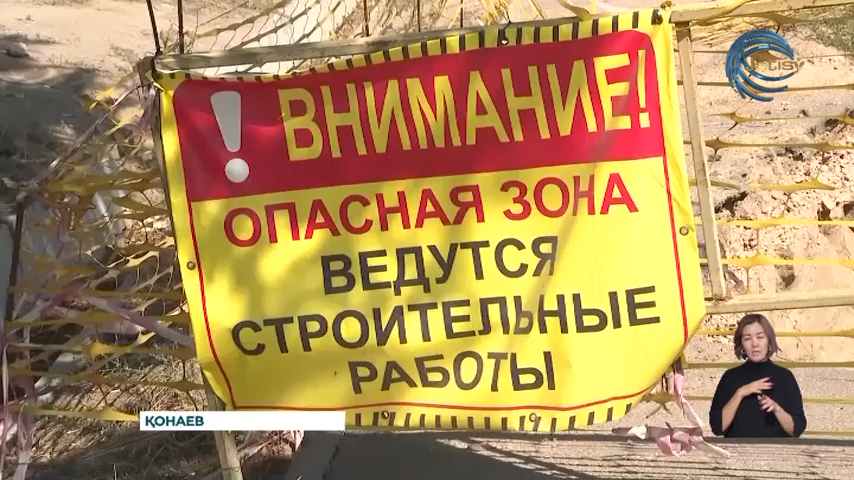 ! ВНИМАНИЕ!
ОПАСНАЯ ЗОНА
ВЕДУТСЯ
СТРОИТЕЛЬНЫЕ
РАБОТЫ
ҚОНАЕВ